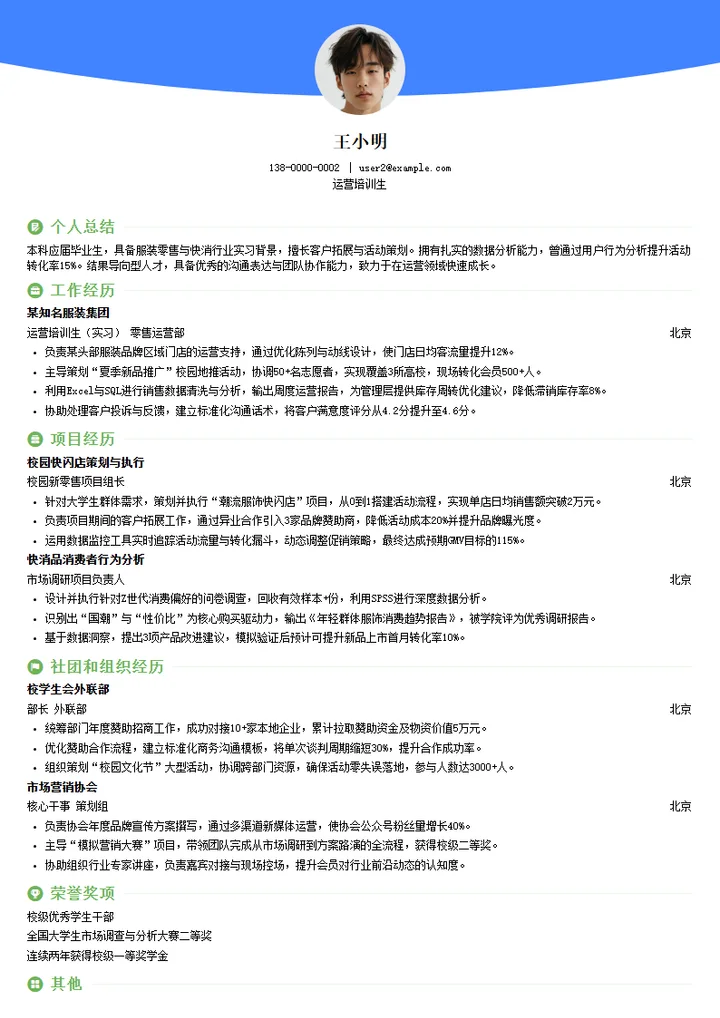 王小明
138-0000-0002 | user2@example.com
运营培训生
个人总结
本科应届毕业生，具备服装零售与快消行业实习背景，擅长客户拓展与活动策划。拥有扎实的数据分析能力，曾通过用户行为分析提升活动
转化率15%。结果导向型人才，具备优秀的沟通表达与团队协作能力，致力于在运营领域快速成长。
工作经历
某知名服装集团
运营培训生（实习） 零售运营部 北京
• 负责某头部服装品牌区域门店的运营支持，通过优化陈列与动线设计，使门店日均客流量提升12%。
• 主导策划“夏季新品推广”校园地推活动，协调50+名志愿者，实现覆盖3所高校，现场转化会员500+人。
• 利用Excel与SQL进行销售数据清洗与分析，输出周度运营报告，为管理层提供库存周转优化建议，降低滞销库存率8%。
• 协助处理客户投诉与反馈，建立标准化沟通话术，将客户满意度评分从4.2分提升至4.6分。
项目经历
校园快闪店策划与执行
校园新零售项目组长 北京
• 针对大学生群体需求，策划并执行“潮流服饰快闪店”项目，从0到1搭建活动流程，实现单店日均销售额突破2万元。
• 负责项目期间的客户拓展工作，通过异业合作引入3家品牌赞助商，降低活动成本20%并提升品牌曝光度。
• 运用数据监控工具实时追踪活动流量与转化漏斗，动态调整促销策略，最终达成预期GMV目标的115%。
快消品消费者行为分析
市场调研项目负责人 北京
• 设计并执行针对Z世代消费偏好的问卷调查，回收有效样本+份，利用SPSS进行深度数据分析。
• 识别出“国潮”与“性价比”为核心购买驱动力，输出《年轻群体服饰消费趋势报告》，被学院评为优秀调研报告。
• 基于数据洞察，提出3项产品改进建议，模拟验证后预计可提升新品上市首月转化率10%。
社团和组织经历
校学生会外联部
部长 外联部 北京
• 统筹部门年度赞助招商工作，成功对接10+家本地企业，累计拉取赞助资金及物资价值5万元。
• 优化赞助合作流程，建立标准化商务沟通模板，将单次谈判周期缩短30%，提升合作成功率。
• 组织策划“校园文化节”大型活动，协调跨部门资源，确保活动零失误落地，参与人数达3000+人。
市场营销协会
核心干事 策划组 北京
• 负责协会年度品牌宣传方案撰写，通过多渠道新媒体运营，使协会公众号粉丝量增长40%。
• 主导“模拟营销大赛”项目，带领团队完成从市场调研到方案路演的全流程，获得校级二等奖。
• 协助组织行业专家讲座，负责嘉宾对接与现场控场，提升会员对行业前沿动态的认知度。
荣誉奖项
校级优秀学生干部
全国大学生市场调查与分析大赛二等奖
连续两年获得校级一等奖学金
其他